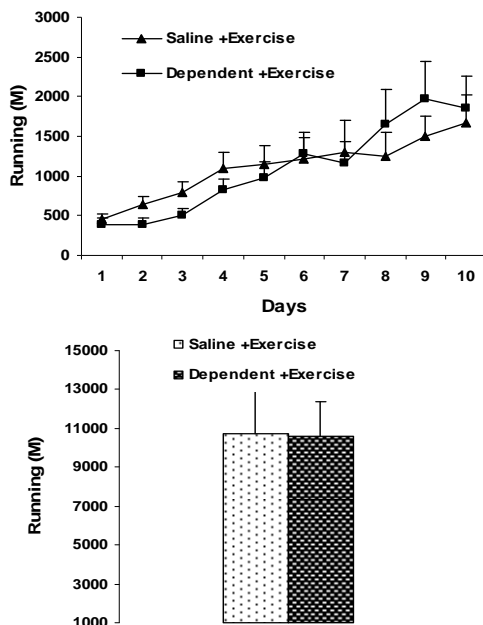 3000
Saline +Exercise
2500
Dependent +Exercise
2000
1500
1000
500
0
Running (M)
1 2 3 4 5 6 7 8 9 10
Days
Saline +Exercise
15000
Dependent +Exercise
13000
11000
9000
7000
5000
3000
1000
Running (M)